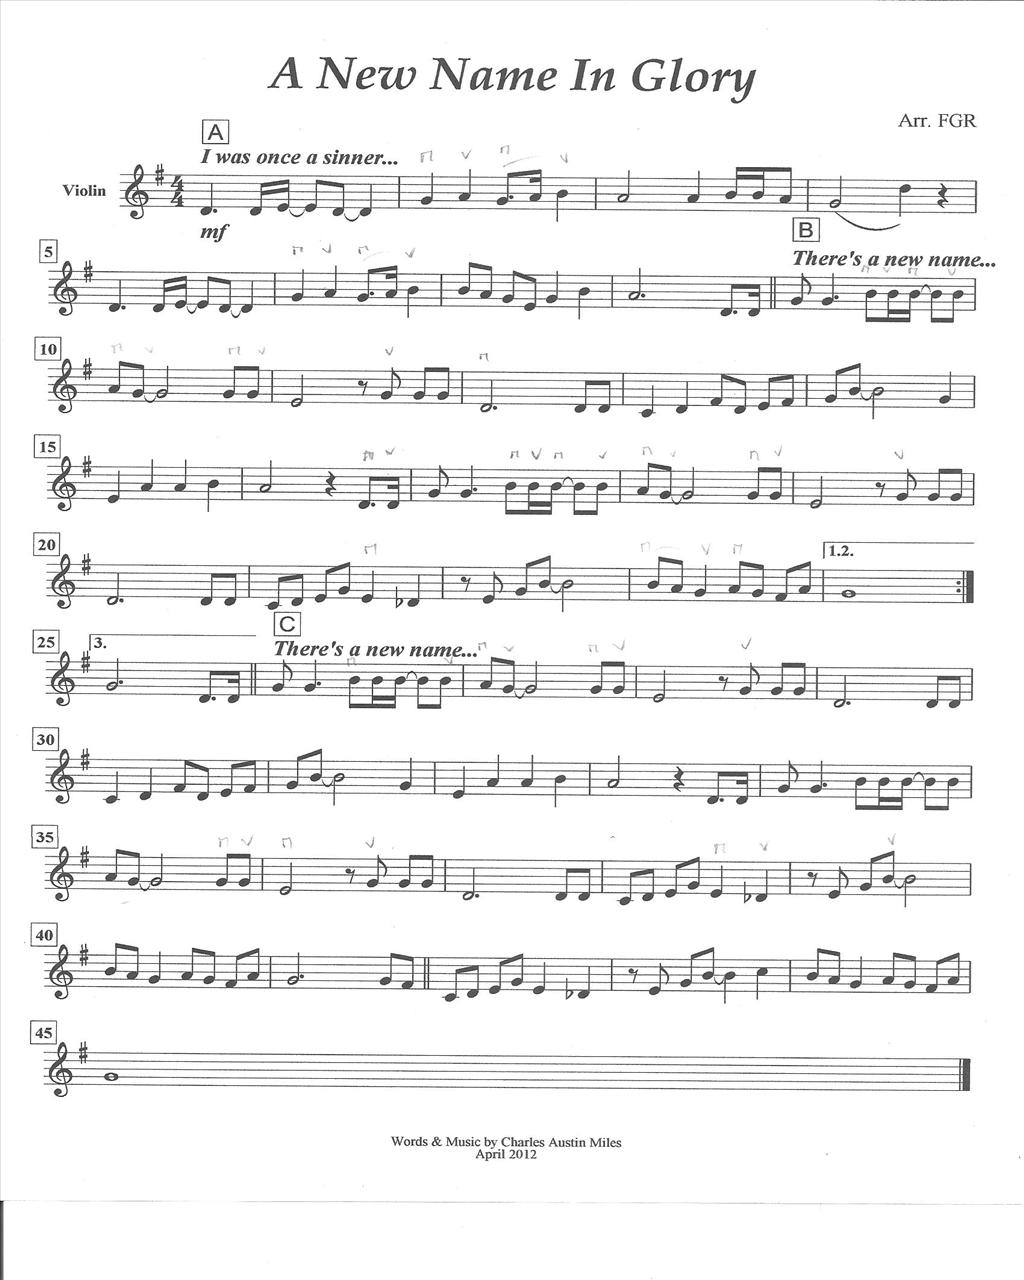 A New Name In Glory
Arr. FGR
A
I was once a sinner...
Violin
4
4
mf
B
There's a new name...
5
10
15
20
1.2.
25
3.
C
There's a new name...
30
35
40
45
Words & Music by Charles Austin Miles
April 2012